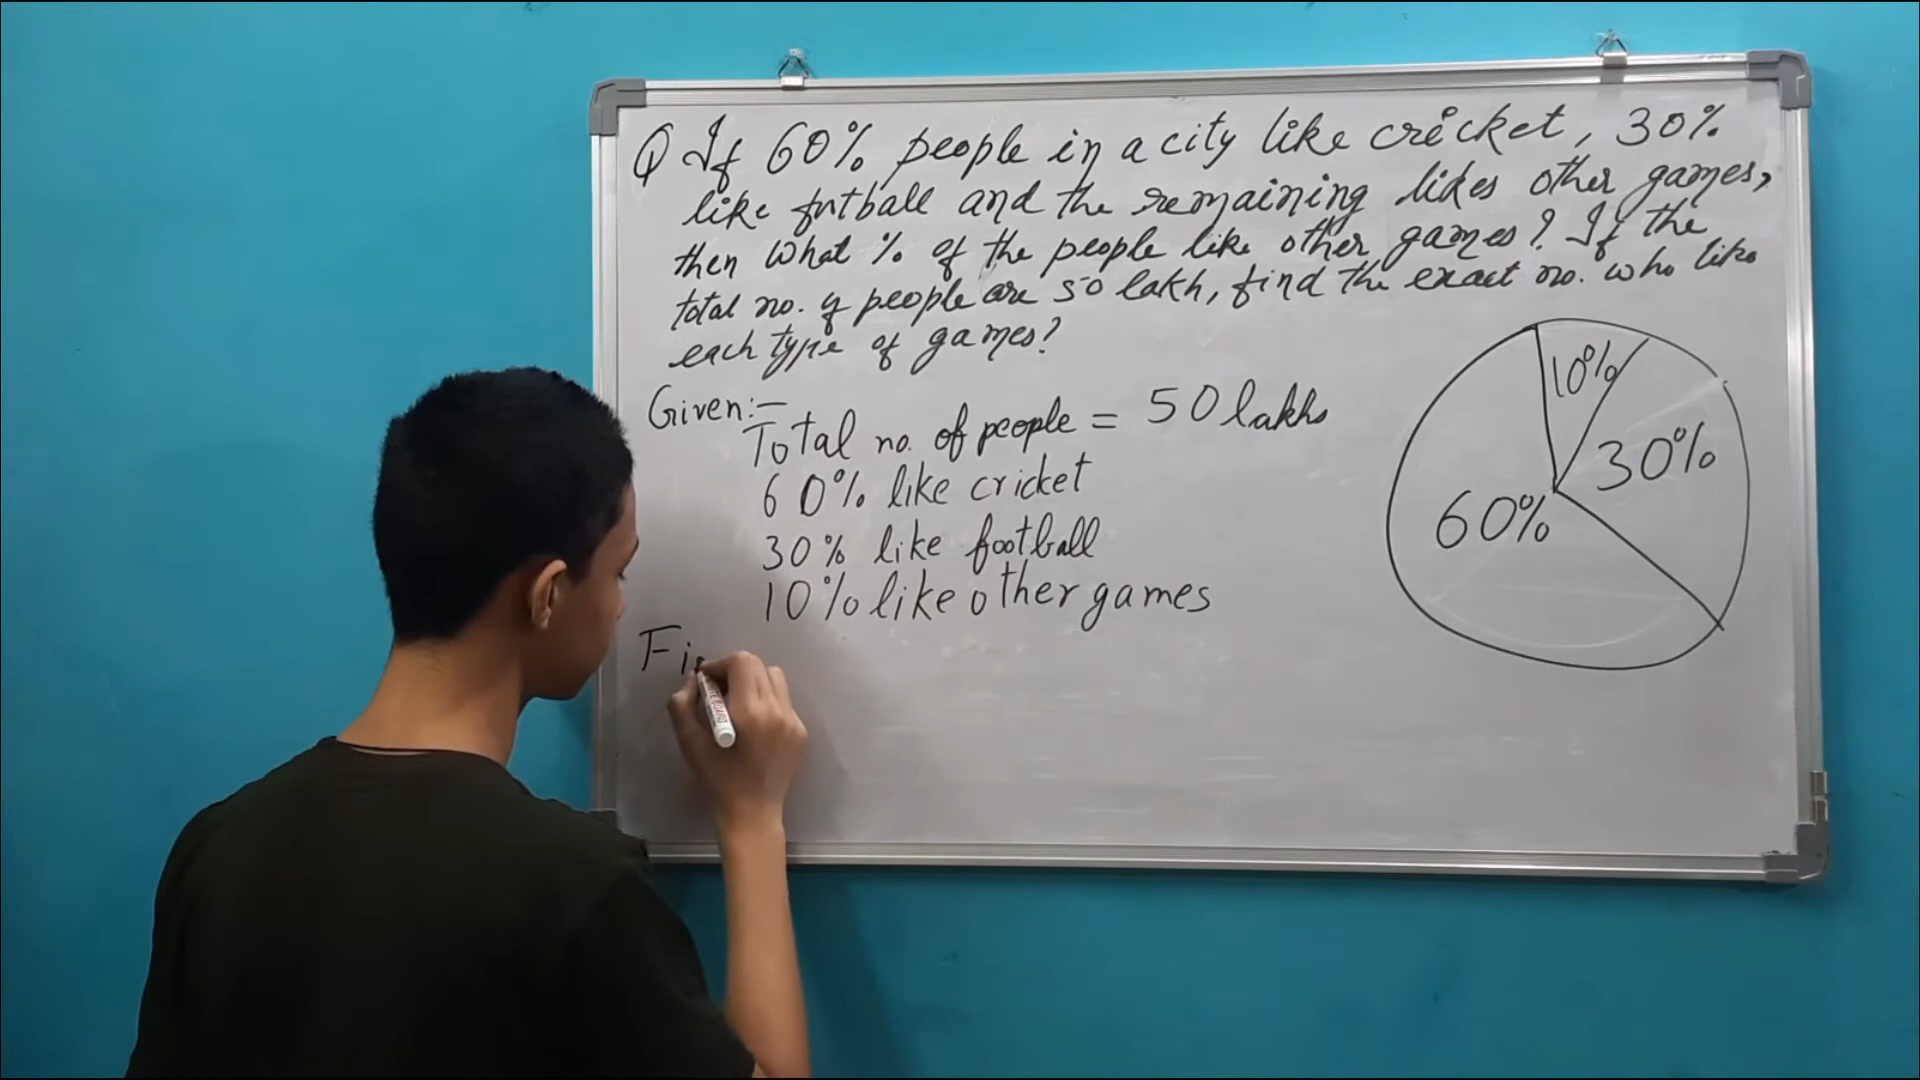 Q If 60% people in a city like cricket, 30%
like futball and the remaining likes other games,
then what % of the people like other games? If the
total no. of people are 50 lakh, find the exact no. who like
each type of games?
Given:-
Total no. of people = 50 lakhs
60% like cricket
30% like football
10% like other games
Fin
10%
30%
60%